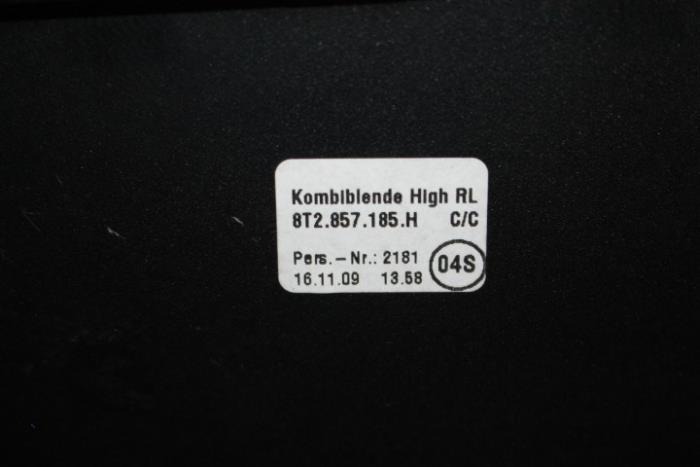 Kombiblende High RL
8T2.857.185.H C/C
Pers.-Nr.: 2181
16.11.09 13.58
04S